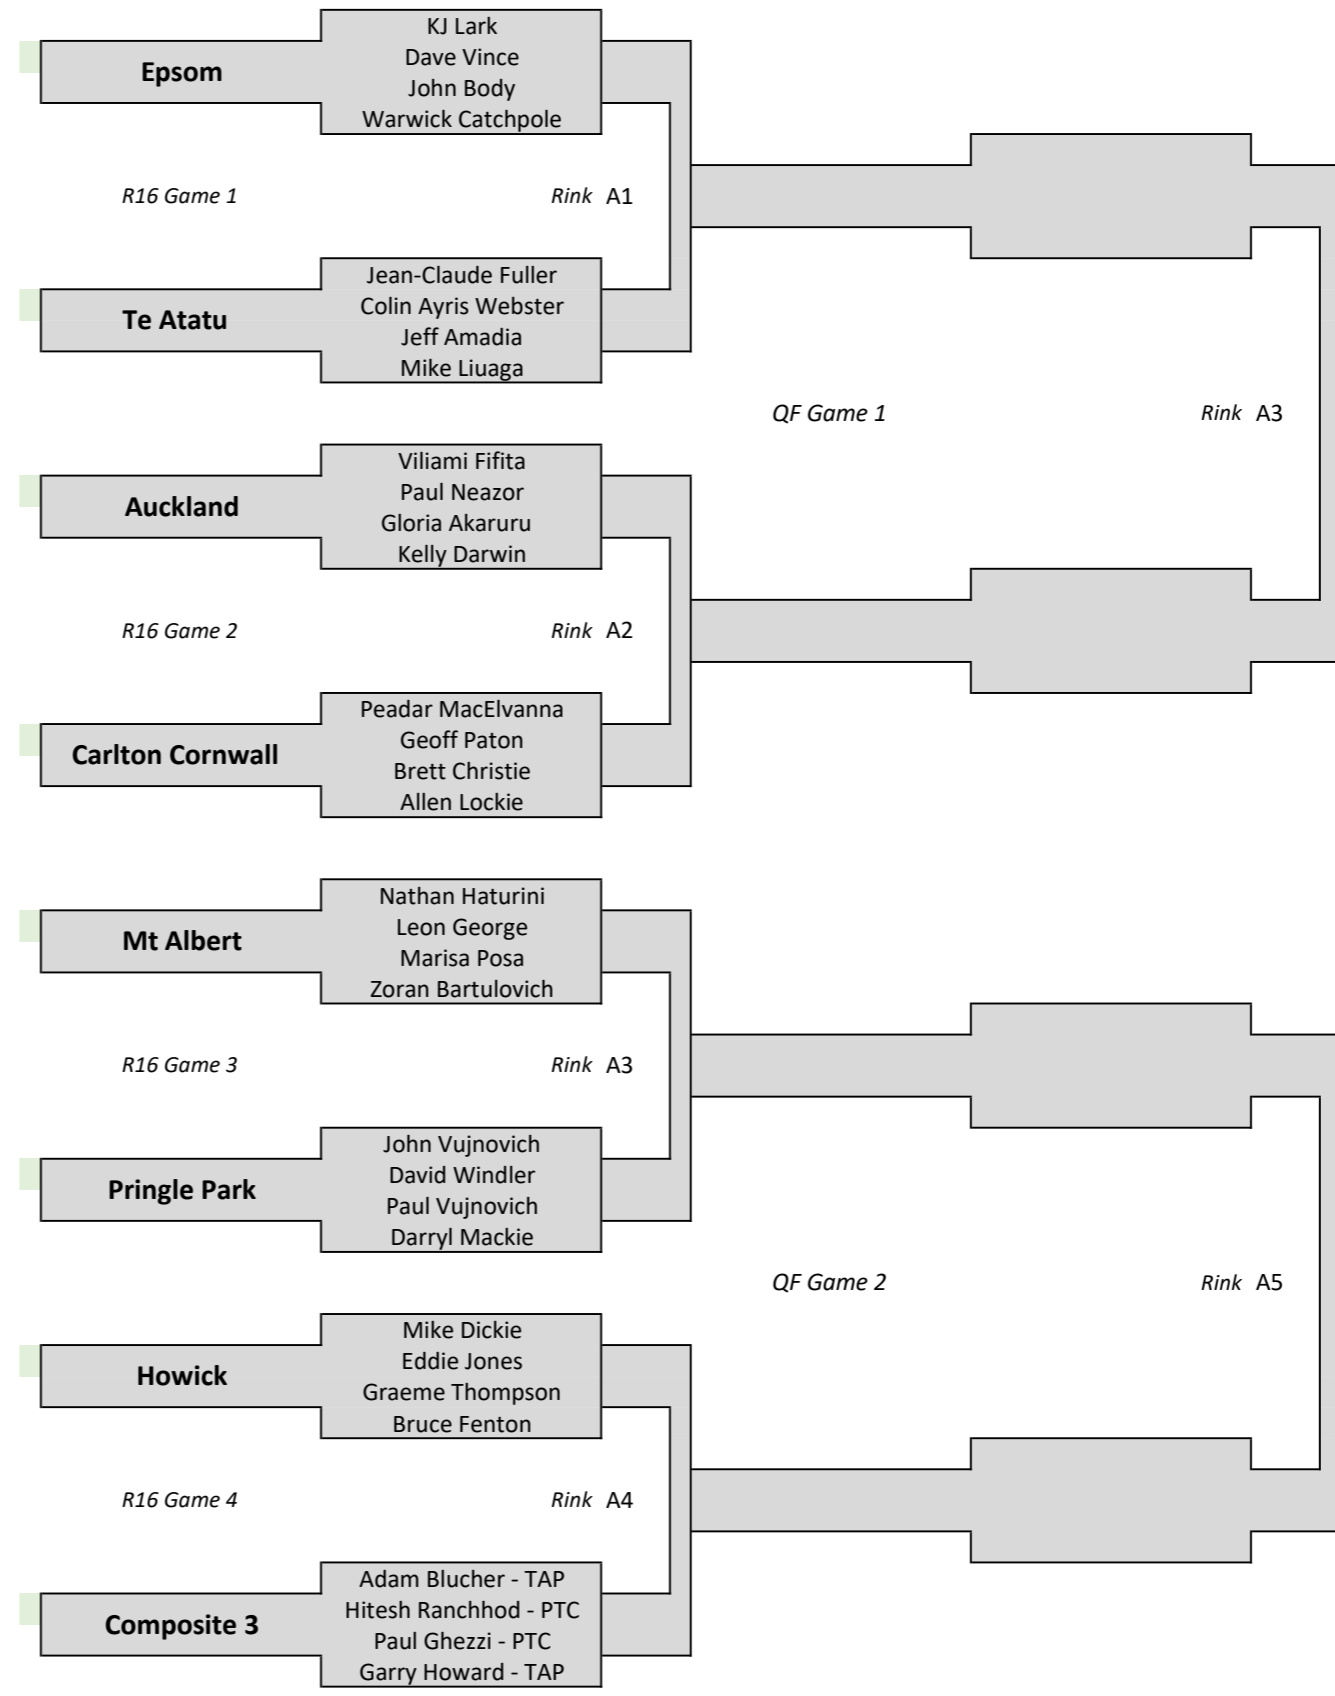 KJ Lark
Dave Vince
Epsom
John Body
Warwick Catchpole
R16 Game 1 Rink A1
Jean-Claude Fuller
Colin Ayris Webster
Te Atatu
Jeff Amadia
Mike Liuaga
QF Game 1 Rink A3
Viliami Fifita
Paul Neazor
Auckland
Gloria Akaruru
Kelly Darwin
R16 Game 2 Rink A2
Peadar MacElvanna
Geoff Paton
Carlton Cornwall
Brett Christie
Allen Lockie
Nathan Haturini
Leon George
Mt Albert
Marisa Posa
Zoran Bartulovich
R16 Game 3 Rink A3
John Vujnovich
David Windler
Pringle Park
Paul Vujnovich
Darryl Mackie
QF Game 2 Rink A5
Mike Dickie
Eddie Jones
Howick
Graeme Thompson
Bruce Fenton
R16 Game 4 Rink A4
Adam Blucher - TAP
Hitesh Ranchhod - PTC
Composite 3
Paul Ghezzi - PTC
Garry Howard - TAP